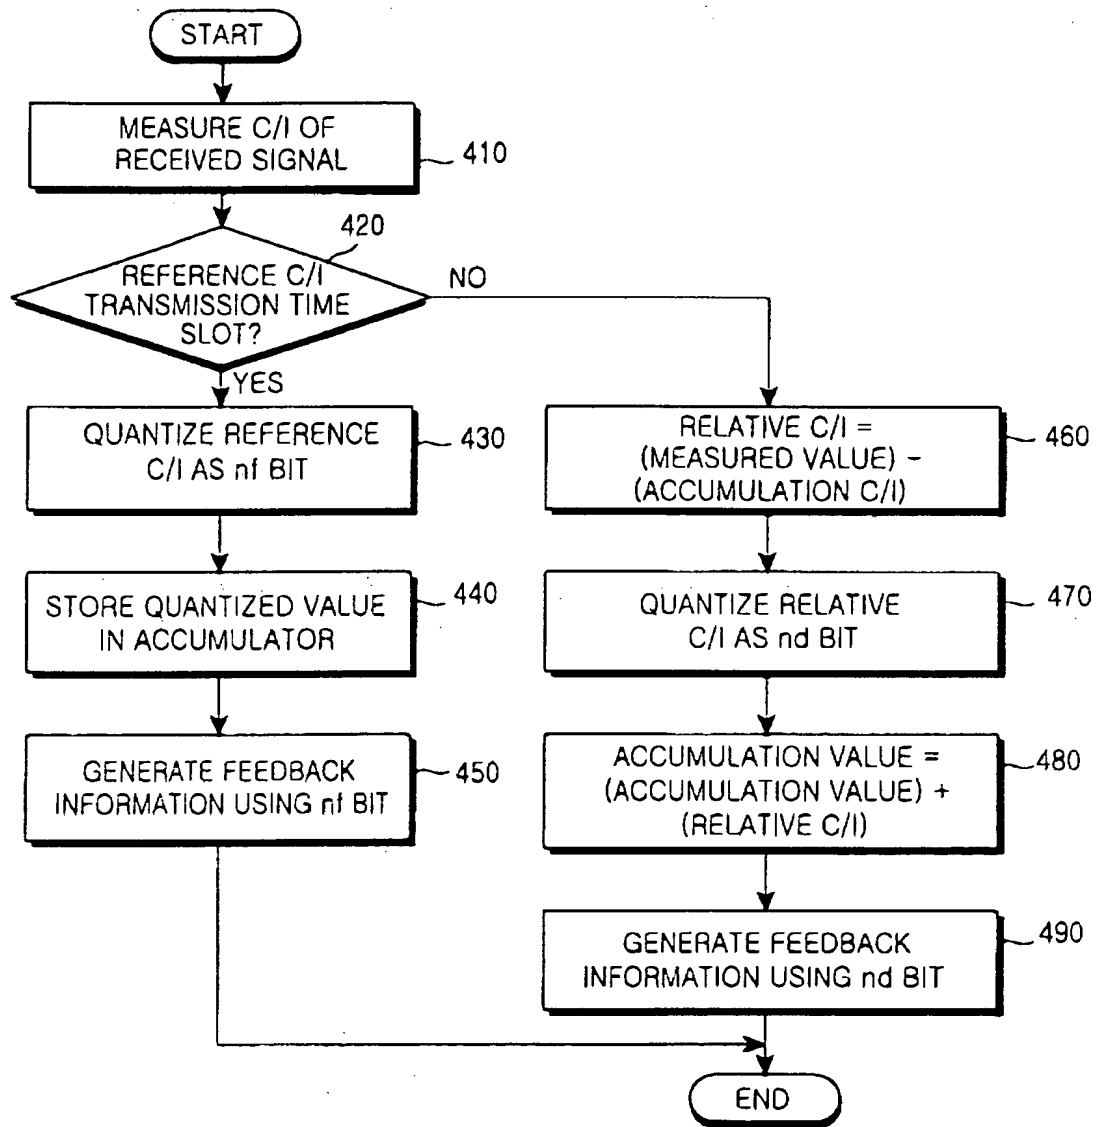 START
MEASURE C/I OF
RECEIVED SIGNAL
410
420
REFERENCE C/I
TRANSMISSION TIME
SLOT?
NO
YES
QUANTIZE REFERENCE
C/I AS nf BIT
430
STORE QUANTIZED VALUE
IN ACCUMULATOR
440
GENERATE FEEDBACK
INFORMATION USING nf BIT
450
RELATIVE C/I =
(MEASURED VALUE) –
(ACCUMULATION C/I)
460
QUANTIZE RELATIVE
C/I AS nd BIT
470
ACCUMULATION VALUE =
(ACCUMULATION VALUE) +
(RELATIVE C/I)
480
GENERATE FEEDBACK
INFORMATION USING nd BIT
490
END